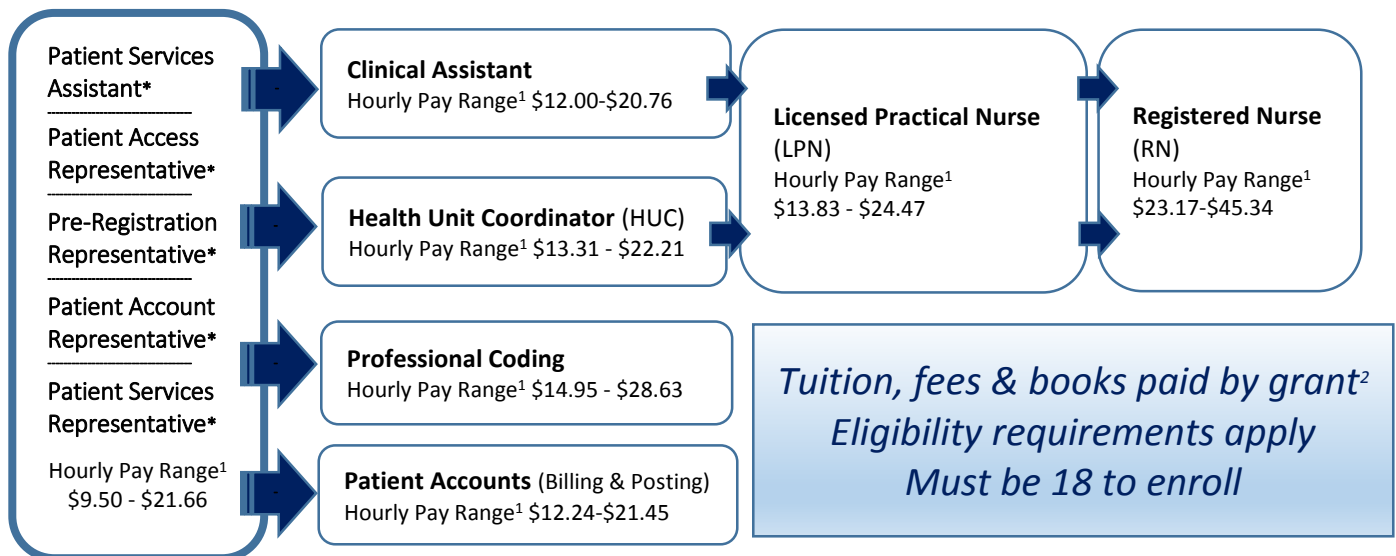 Patient Services
Assistant*
Patient Access
Representative*
Pre-Registration
Representative*
Patient Account
Representative*
Patient Services
Representative*
Hourly Pay Range¹
$9.50 - $21.66
Clinical Assistant
Hourly Pay Range¹ $12.00-$20.76
Health Unit Coordinator (HUC)
Hourly Pay Range¹ $13.31 - $22.21
Professional Coding
Hourly Pay Range¹ $14.95 - $28.63
Patient Accounts (Billing & Posting)
Hourly Pay Range¹ $12.24-$21.45
Licensed Practical Nurse
(LPN)
Hourly Pay Range¹
$13.83 - $24.47
Registered Nurse
(RN)
Hourly Pay Range¹
$23.17-$45.34
Tuition, fees & books paid by grant²
Eligibility requirements apply
Must be 18 to enroll